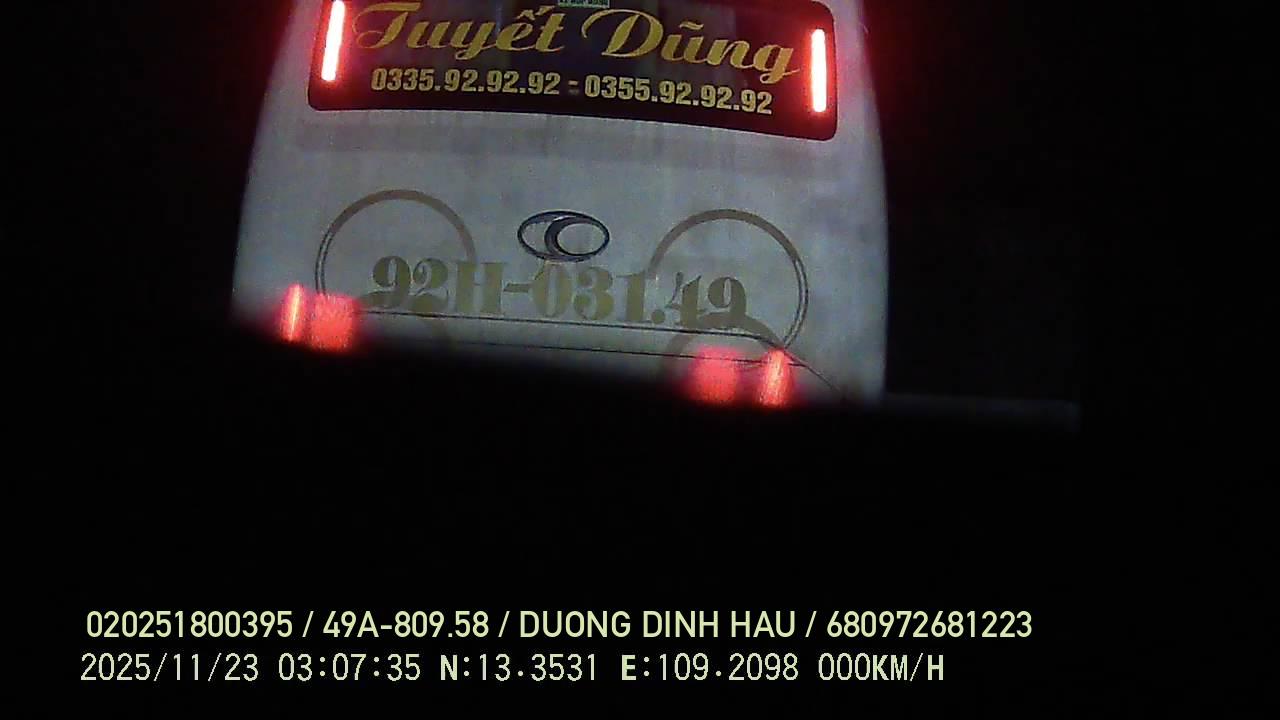 Tuyết Dũng
0335.92.92.92 - 0355.92.92.92
92H-031.49
020251800395 / 49A-809.58 / DUONG DINH HAU / 680972681223
2025/11/23 03:07:35 N:13.3531 E:109.2098 000KM/H